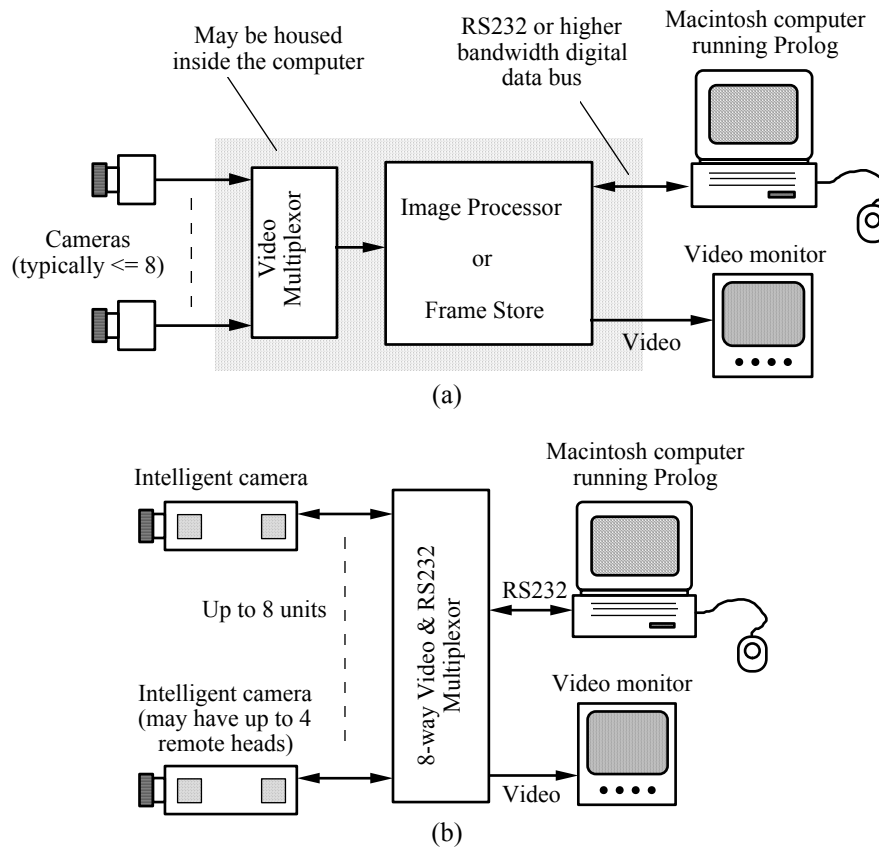 May be housed
inside the computer
RS232 or higher
bandwidth digital
data bus
Macintosh computer
running Prolog
Cameras
(typically <= 8)
Video
Multiplexor
Image Processor
or
Frame Store
Video monitor
Video
(a)
Intelligent camera
Up to 8 units
Intelligent camera
(may have up to 4
remote heads)
8-way Video & RS232
Multiplexor
Macintosh computer
running Prolog
RS232
Video monitor
Video
(b)